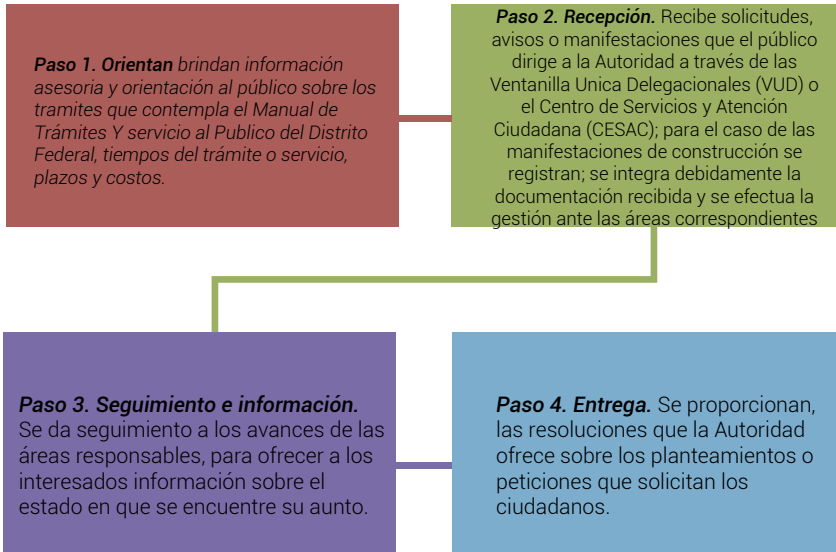 Paso 1. Orientan brindan información
asesoria y orientación al público sobre los
tramites que contempla el Manual de
Trámites Y servicio al Publico del Distrito
Federal, tiempos del trámite o servicio,
plazos y costos.
Paso 2. Recepción. Recibe solicitudes,
avisos o manifestaciones que el público
dirige a la Autoridad a través de las
Ventanilla Unica Delegacionales (VUD) o
el Centro de Servicios y Atención
Ciudadana (CESAC); para el caso de las
manifestaciones de construcción se
registran; se integra debidamente la
documentación recibida y se efectua la
gestión ante las áreas correspondientes
Paso 3. Seguimiento e información.
Se da seguimiento a los avances de las
áreas responsables, para ofrecer a los
interesados información sobre el
estado en que se encuentre su aunto.
Paso 4. Entrega. Se proporcionan,
las resoluciones que la Autoridad
ofrece sobre los planteamientos o
peticiones que solicitan los
ciudadanos.